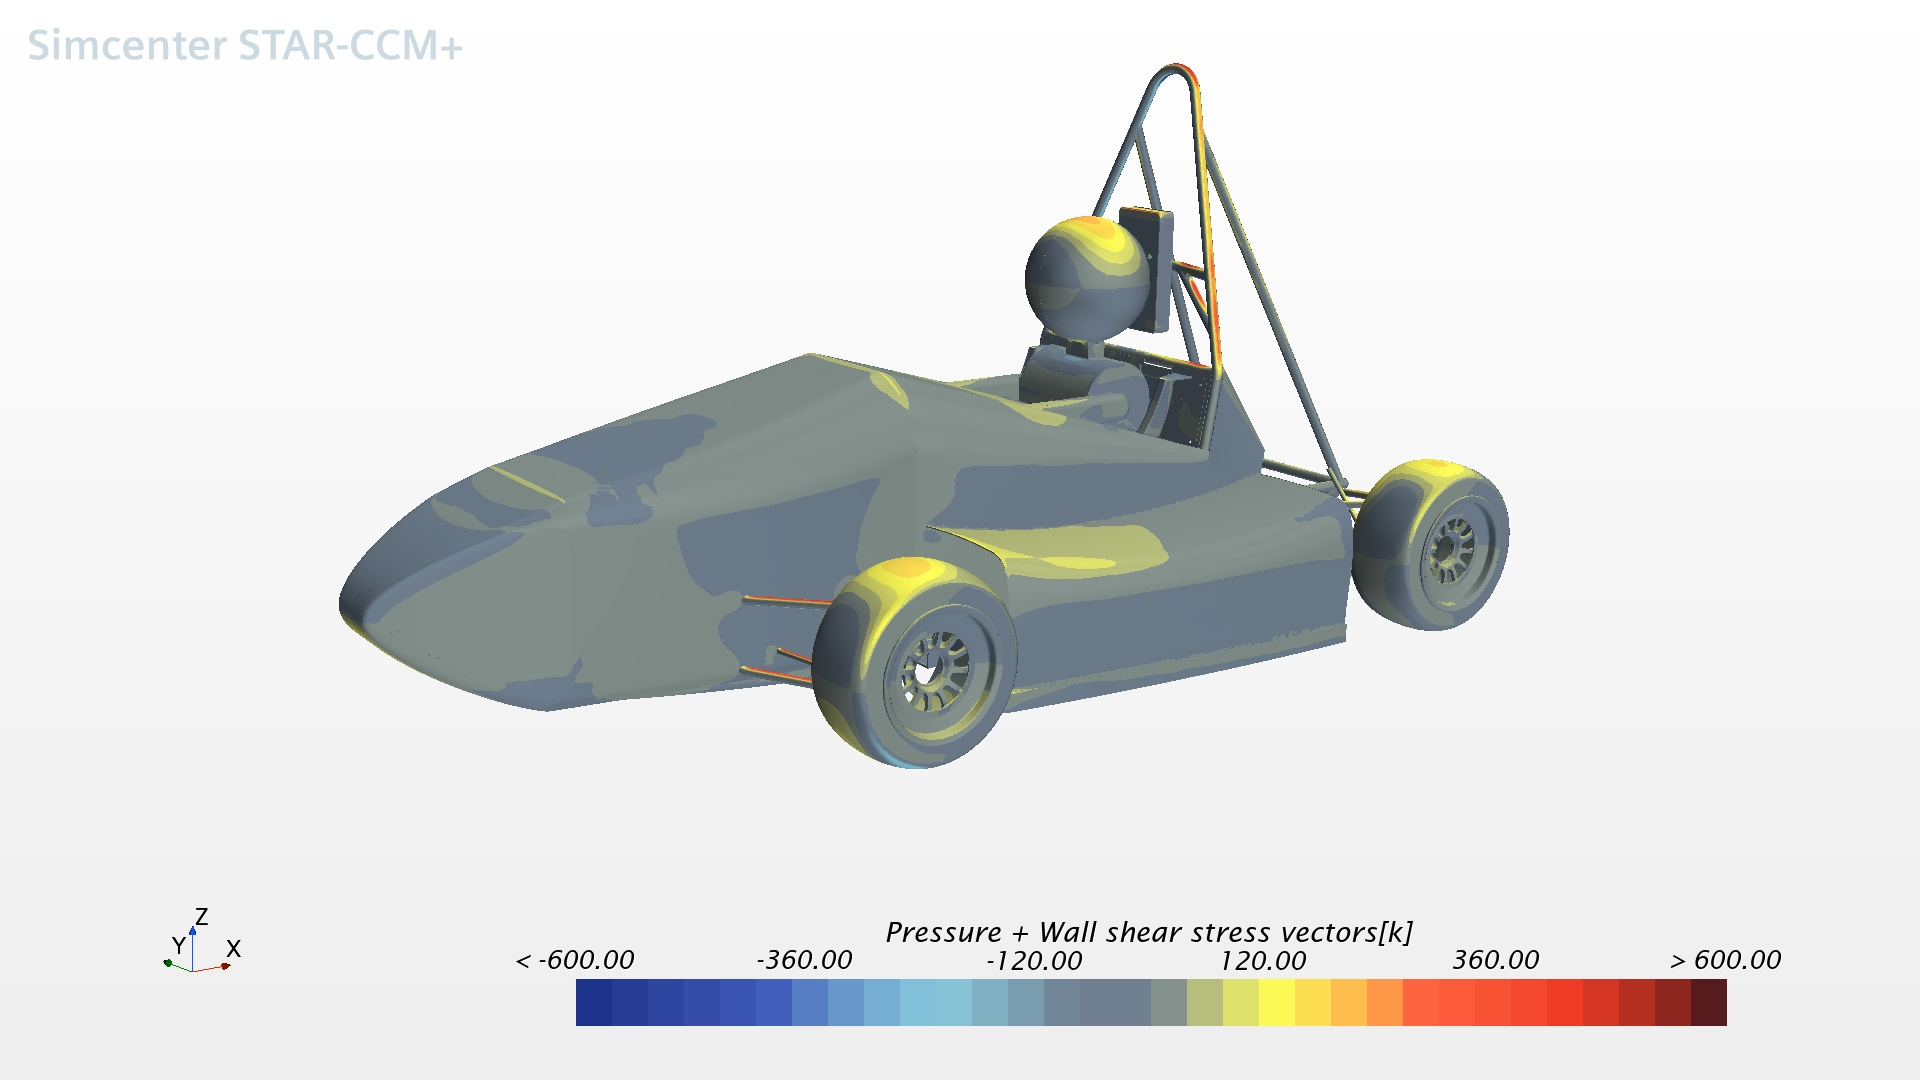 Simcenter STAR-CCM+
Z
Y
X
Pressure + Wall shear stress vectors[k]
< -600.00 -360.00 -120.00 120.00 360.00 > 600.00